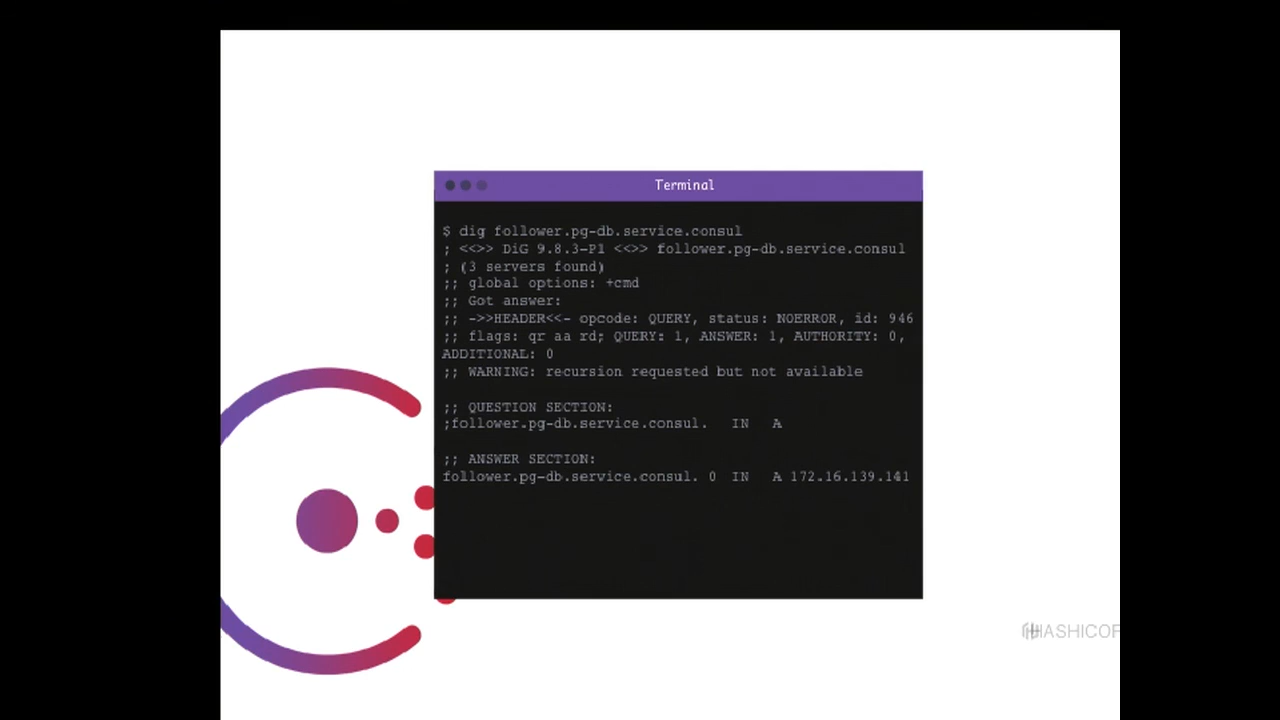 Terminal
$ dig follower.pg-db.service.consul
; <<>> DiG 9.8.3-P1 <<>> follower.pg-db.service.consul
; (3 servers found)
;; global options: +cmd
;; Got answer:
;; ->>HEADER<<- opcode: QUERY, status: NOERROR, id: 946
;; flags: qr aa rd; QUERY: 1, ANSWER: 1, AUTHORITY: 0,
ADDITIONAL: 0
;; WARNING: recursion requested but not available
;; QUESTION SECTION:
;follower.pg-db.service.consul. IN A
;; ANSWER SECTION:
follower.pg-db.service.consul. 0 IN A 172.16.139.141
HASHICOR